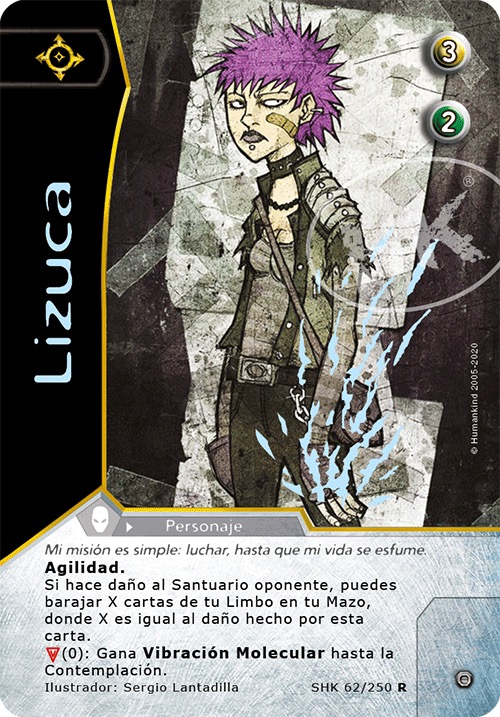 3
2
Lizuca
HK®
© Humankind 2005-2020
Personaje
Mi misión es simple: luchar, hasta que mi vida se esfume.
Agilidad.
Si hace daño al Santuario oponente, puedes
barajar X cartas de tu Limbo en tu Mazo,
donde X es igual al daño hecho por esta
carta.
(0): Gana Vibración Molecular hasta la
Contemplación.
Ilustrador: Sergio Lantadilla SHK 62/250 R